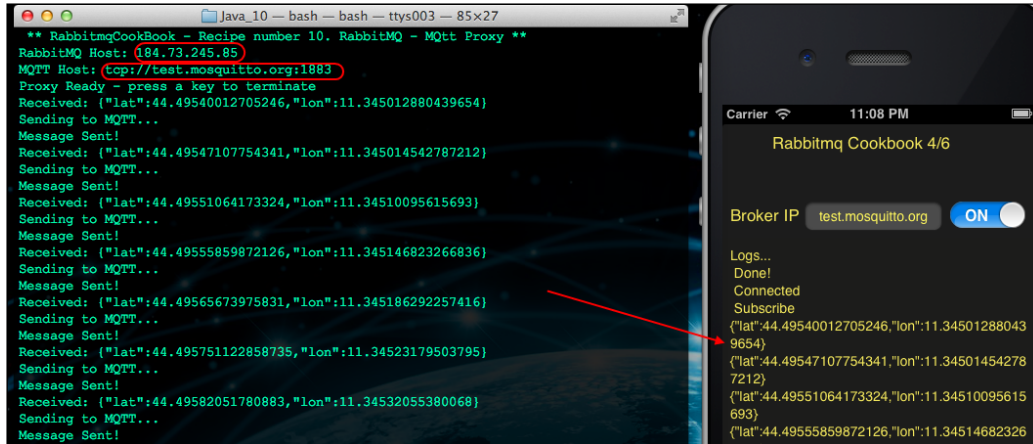 Java_10 — bash — bash — ttys003 — 85×27
** RabbitmqCookBook - Recipe number 10. RabbitMQ - MQtt Proxy **
RabbitMQ Host: 184.73.245.85
MQTT Host: tcp://test.mosquitto.org:1883
Proxy Ready - press a key to terminate
Received: {"lat":44.49540012705246,"lon":11.345012880439654}
Sending to MQTT...
Message Sent!
Received: {"lat":44.49547107754341,"lon":11.345014542787212}
Sending to MQTT...
Message Sent!
Received: {"lat":44.49551064173324,"lon":11.34510095615693}
Sending to MQTT...
Message Sent!
Received: {"lat":44.49555859872126,"lon":11.345146823266836}
Sending to MQTT...
Message Sent!
Received: {"lat":44.49565673975831,"lon":11.345186292257416}
Sending to MQTT...
Message Sent!
Received: {"lat":44.495751122858735,"lon":11.34523179503795}
Sending to MQTT...
Message Sent!
Received: {"lat":44.49582051780883,"lon":11.34532055380068}
Sending to MQTT...
Message Sent!
Carrier 11:08 PM
Rabbitmq Cookbook 4/6
Broker IP test.mosquitto.org ON
Logs...
Done!
Connected
Subscribe
{"lat":44.49540012705246,"lon":11.34501288043
9654}
{"lat":44.49547107754341,"lon":11.34501454278
7212}
{"lat":44.49551064173324,"lon":11.34510095615
693}
{"lat":44.49555859872126,"lon":11.34514682326